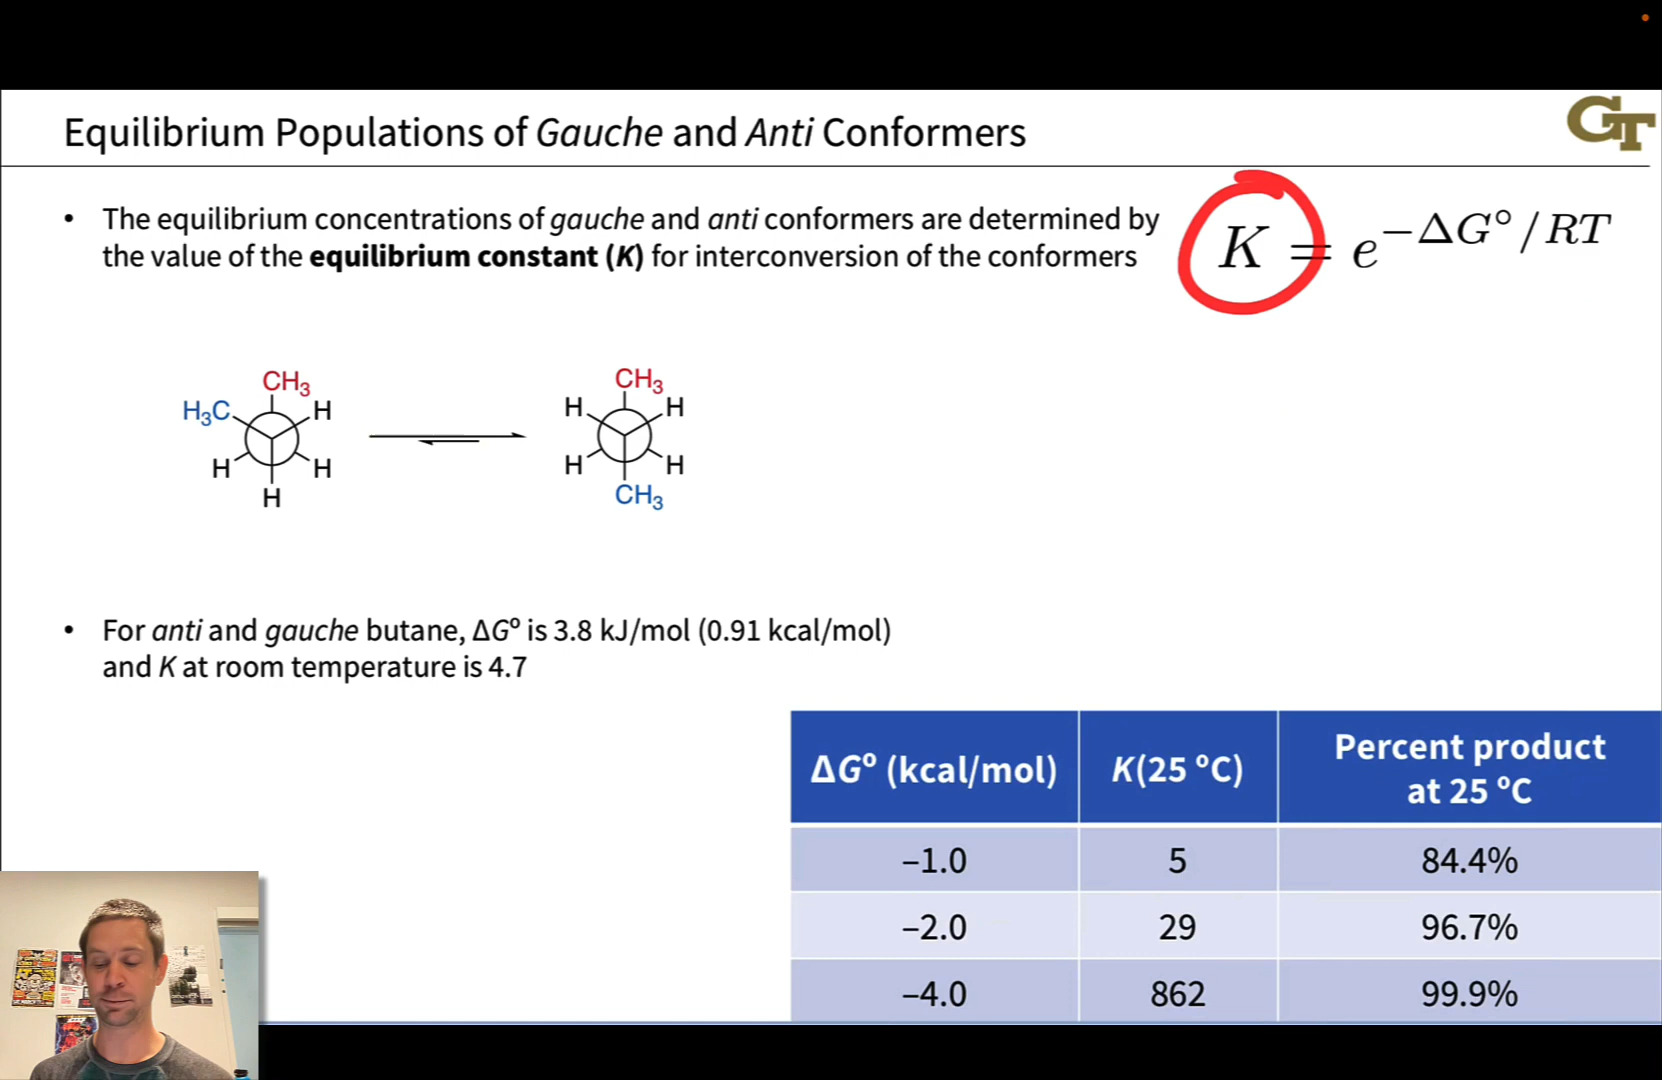 Equilibrium Populations of Gauche and Anti Conformers
GT
• The equilibrium concentrations of gauche and anti conformers are determined by
the value of the equilibrium constant (K) for interconversion of the conformers
K = e^{−ΔG°/RT}
CH₃
H₃C
H
H
H
H
CH₃
H
H
H
H
CH₃
• For anti and gauche butane, ΔGº is 3.8 kJ/mol (0.91 kcal/mol)
and K at room temperature is 4.7
ΔGº (kcal/mol) K(25 ºC) Percent product
at 25 ºC
–1.0 5 84.4%
–2.0 29 96.7%
–4.0 862 99.9%